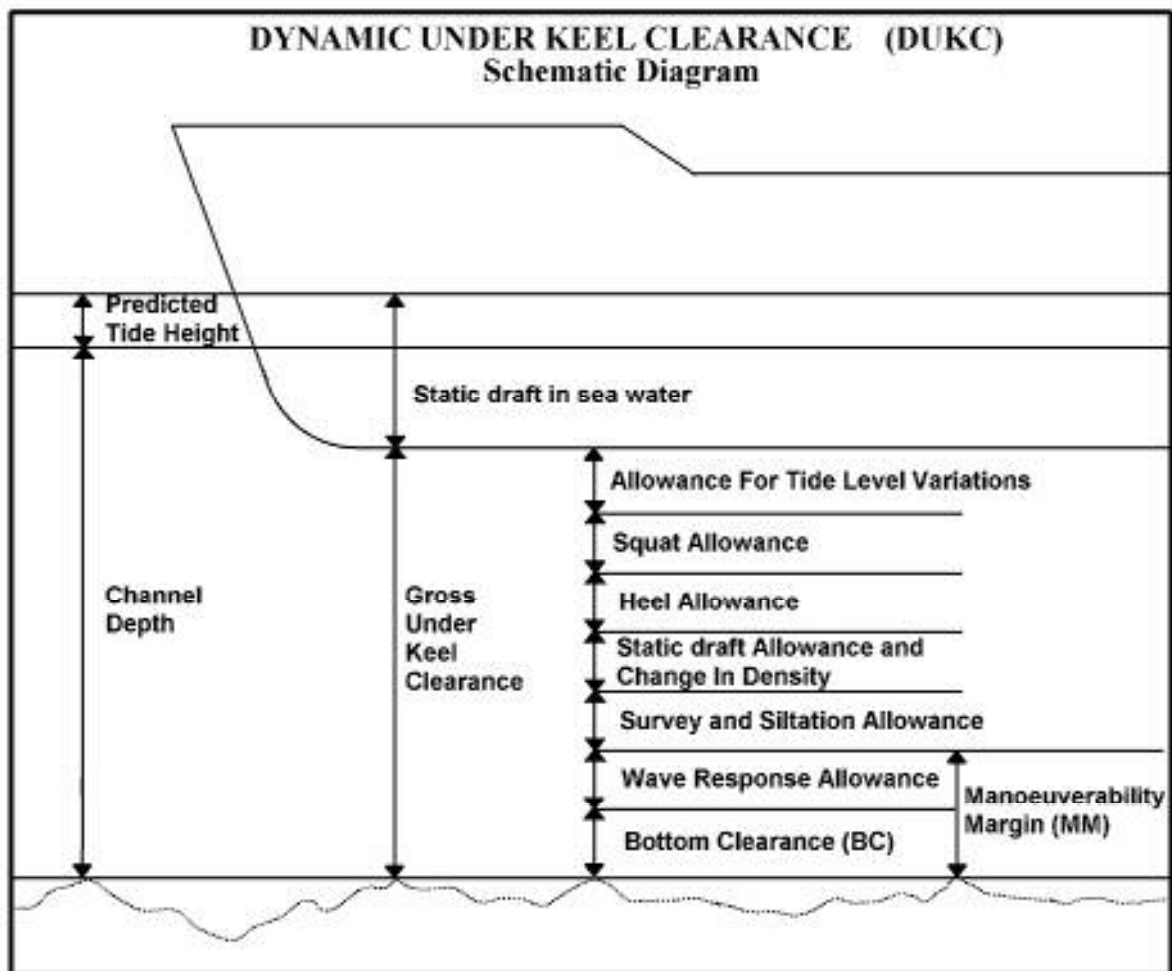 DYNAMIC UNDER KEEL CLEARANCE (DUKC)
Schematic Diagram
Predicted
Tide Height
Static draft in sea water
Allowance For Tide Level Variations
Squat Allowance
Channel
Depth
Gross
Under
Keel
Clearance
Heel Allowance
Static draft Allowance and
Change In Density
Survey and Siltation Allowance
Wave Response Allowance
Manoeuverability
Margin (MM)
Bottom Clearance (BC)